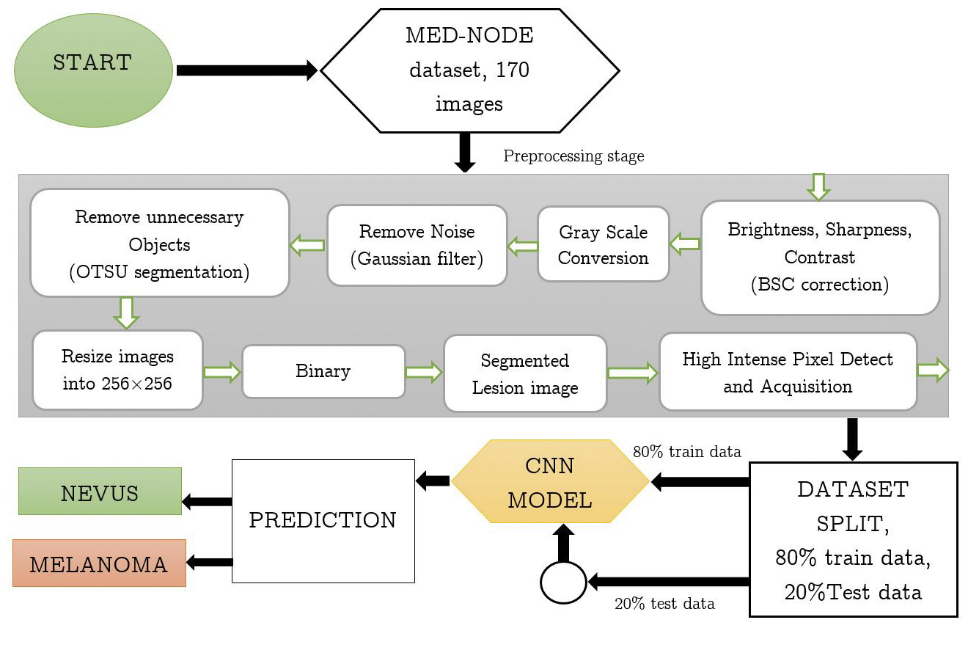 START
MED-NODE
dataset, 170
images
Preprocessing stage
Remove unnecessary
Objects
(OTSU segmentation)
Remove Noise
(Gaussian filter)
Gray Scale
Conversion
Brightness, Sharpness,
Contrast
(BSC correction)
Resize images
into 256×256
Binary
Segmented
Lesion image
High Intense Pixel Detect
and Acquisition
NEVUS
MELANOMA
PREDICTION
CNN
MODEL
80% train data
20% test data
DATASET
SPLIT,
80% train data,
20%Test data